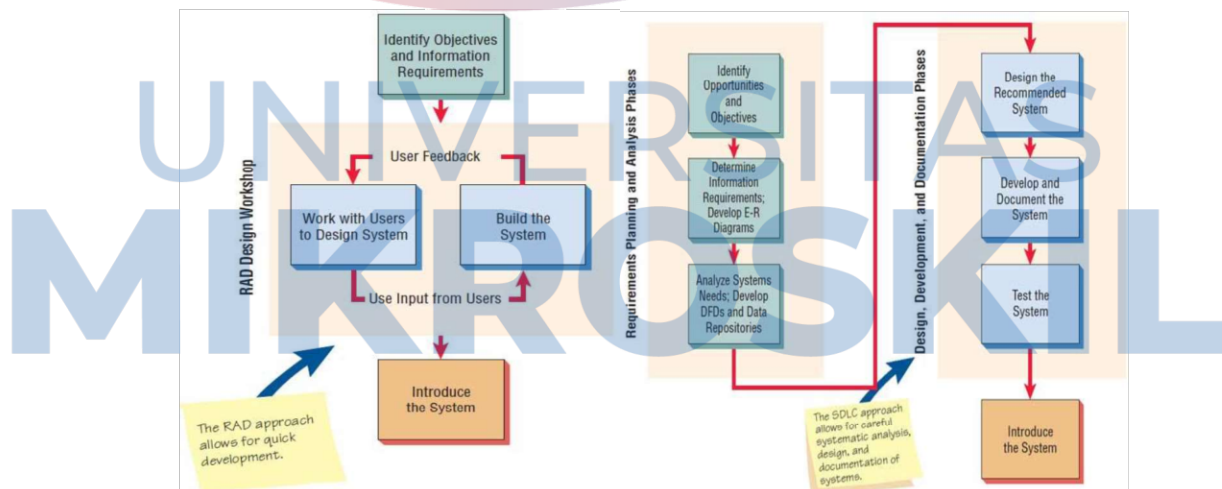 Identify Objectives
and Information
Requirements
RAD Design Workshop
User Feedback
Work with Users
to Design System
Build the
System
Use Input from Users
Introduce
the System
The RAD approach
allows for quick
development.
Requirements Planning and Analysis Phases
Identify
Opportunities
and
Objectives
Determine
Information
Requirements;
Develop E-R
Diagrams
Analyze Systems
Needs; Develop
DFDs and Data
Repositories
Design, Development, and Documentation Phases
Design the
Recommended
System
Develop and
Document the
System
Test the
System
Introduce
the System
The SDLC approach
allows for careful
systematic analysis,
design, and
documentation of
systems.
UNIVERSITAS
MIKROSKIL